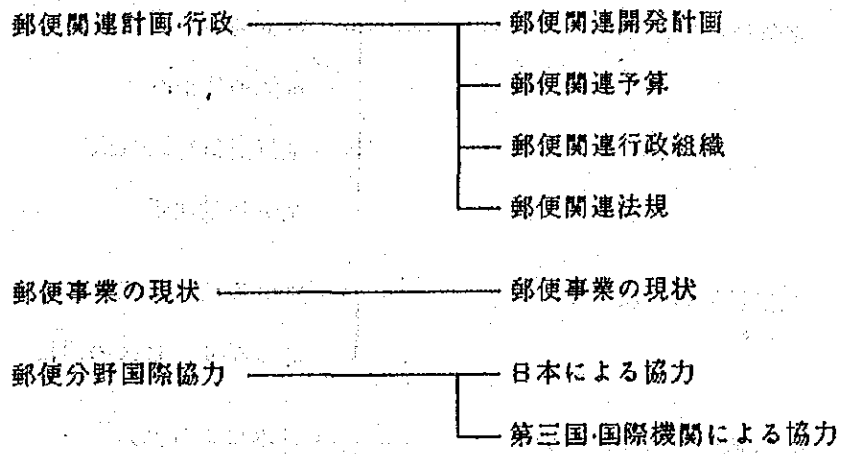 郵便関連計画·行政
郵便関連開発計画
郵便関連予算
郵便関連行政組織
郵便関連法規
郵便事業の現状
郵便事業の現状
郵便分野国際協力
日本による協力
第三国·国際機関による協力